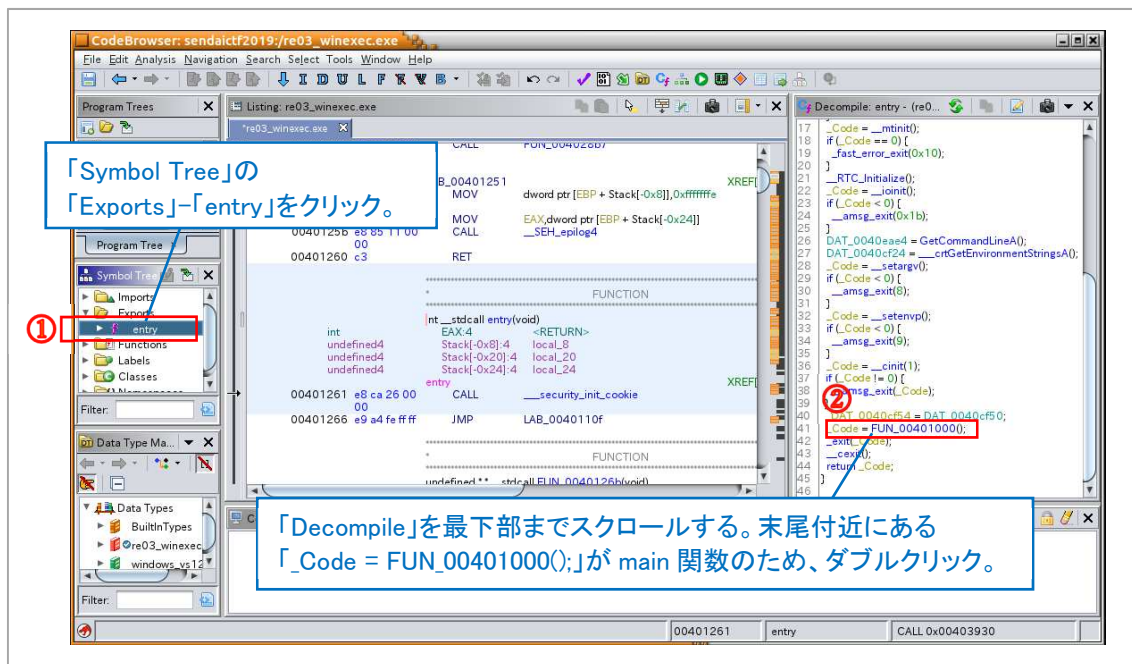 CodeBrowser: sendaictf2019:/re03_winexec.exe
File Edit Analysis Navigation Search Select Tools Window Help
I D U L F R V B
Program Trees
Listing: re03_winexec.exe
Decompile: entry - (re0...
*re03_winexec.exe
CALL FUN_004028b7
B_00401251 XREF[
MOV dword ptr [EBP + Stack[-0x8]],0xfffffffe
MOV EAX,dword ptr [EBP + Stack[-0x24]]
0040125b e8 85 11 00 CALL __SEH_epilog4
00
00401260 c3 RET
* FUNCTION
int __stdcall entry(void)
int EAX:4 <RETURN>
undefined4 Stack[-0x8]:4 local_8
undefined4 Stack[-0x20]:4 local_20
undefined4 Stack[-0x24]:4 local_24
entry XREF[
00401261 e8 ca 26 00 CALL ___security_init_cookie
00
00401266 e9 a4 fe ff ff JMP LAB_0040110f
* FUNCTION
undefined ** __stdcall FUN_0040126b(void)
「Symbol Tree」の
「Exports」-「entry」をクリック。
Program Tree
Symbol Tree
Imports
Exports
①
entry
Functions
Labels
Classes
Namespaces
Filter:
Data Type Ma...
Data Types
BuiltInTypes
re03_winexec
windows_vs12
Filter:
17 _Code = __mtinit();
18 if (_Code == 0) {
19 _fast_error_exit(0x10);
20 }
21 __RTC_Initialize();
22 _Code = __ioinit();
23 if (_Code < 0) {
24 __amsg_exit(0x1b);
25 }
26 DAT_0040eae4 = GetCommandLineA();
27 DAT_0040cf24 = ___crtGetEnvironmentStringsA();
28 _Code = __setargv();
29 if (_Code < 0) {
30 __amsg_exit(8);
31 }
32 _Code = __setenvp();
33 if (_Code < 0) {
34 __amsg_exit(9);
35 }
36 _Code = __cinit(1);
37 if (_Code != 0) {
38 __amsg_exit(_Code);
39
②
40 _DAT_0040cf54 = DAT_0040cf50;
41 _Code = FUN_00401000();
42 _exit(_Code);
43 __cexit();
44 return _Code;
45 }
46
「Decompile」を最下部までスクロールする。末尾付近にある
「_Code = FUN_00401000();」が main 関数のため、ダブルクリック。
00401261 entry CALL 0x00403930